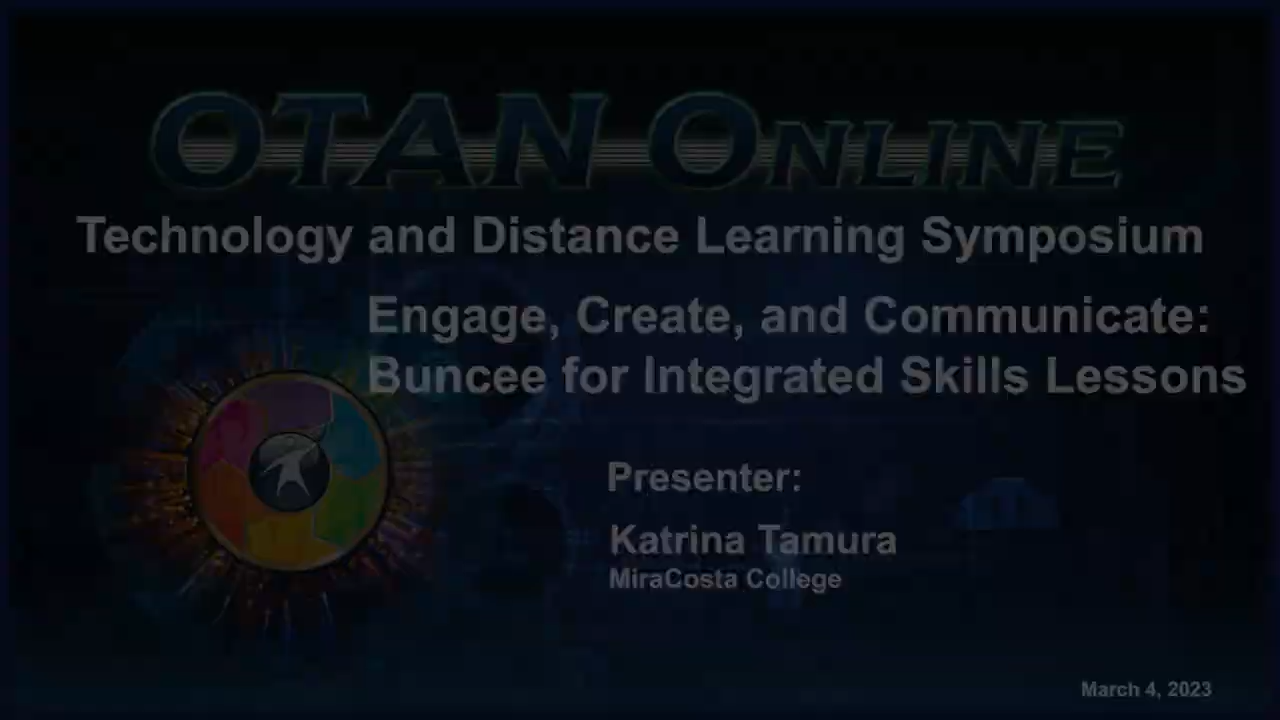 OTAN ONLINE
Technology and Distance Learning Symposium
Engage, Create, and Communicate:
Buncee for Integrated Skills Lessons
Presenter:
Katrina Tamura
MiraCosta College
March 4, 2023